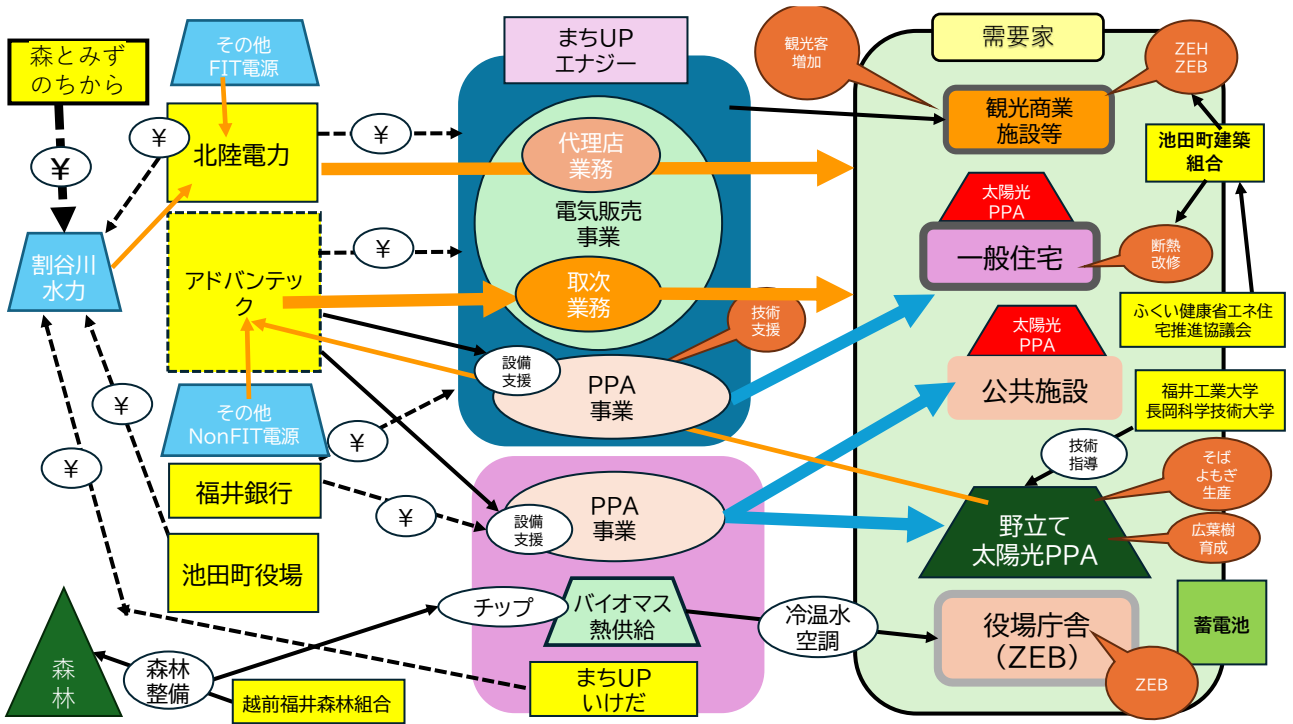 森とみず
のちから
その他
FIT電源
まちUP
エナジー
観光客
増加
需要家
ZEH
ZEB
¥
¥
¥
北陸電力
代理店
業務
観光商業
施設等
池田町建築
組合
電気販売
事業
太陽光
PPA
割谷川
水力
¥
アドバンテッ
ク
取次
業務
一般住宅
断熱
改修
技術
支援
太陽光
PPA
ふくい健康省エネ住
宅推進協議会
設備
支援
PPA
事業
公共施設
福井工業大学
長岡科学技術大学
¥
その他
NonFIT電源
¥
技術
指導
¥
そば
よもぎ
生産
福井銀行
¥
設備
支援
PPA
事業
野立て
太陽光PPA
広葉樹
育成
池田町役場
チップ
バイオマス
熱供給
冷温水
空調
役場庁舎
(ZEB)
蓄電池
森
林
森林
整備
越前福井森林組合
まちUP
いけだ
ZEB